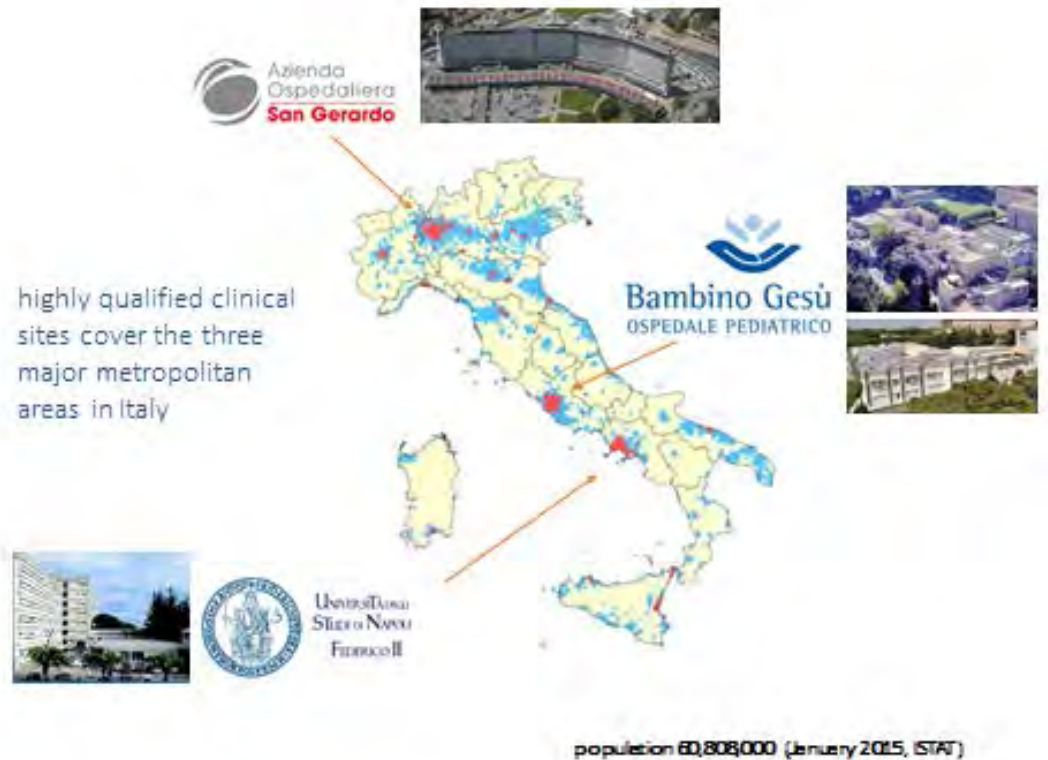 Azienda
Ospedaliera
San Gerardo
highly qualified clinical
sites cover the three
major metropolitan
areas in Italy
Bambino Gesù
OSPEDALE PEDIATRICO
UNIVERSITÀ DEGLI
STUDI DI NAPOLI
FEDERICO II
population 60,808,000 (January 2015, ISTAT)